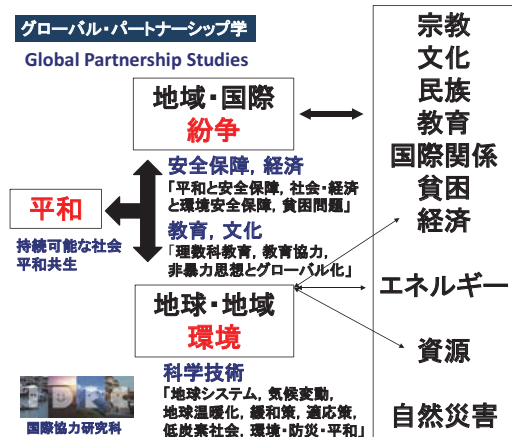 グローバル・パートナーシップ学
Global Partnership Studies
地域・国際
紛争
安全保障, 経済
「平和と安全保障, 社会・経済
と環境安全保障, 貧困問題」
平和
持続可能な社会
平和共生
教育, 文化
「理数科教育, 教育協力,
非暴力思想とグローバル化」
地球・地域
環境
科学技術
「地球システム, 気候変動,
地球温暖化, 緩和策, 適応策,
低炭素社会, 環境・防災・平和」
IDEC
国際協力研究科
宗教
文化
民族
教育
国際関係
貧困
経済
エネルギー
資源
自然災害